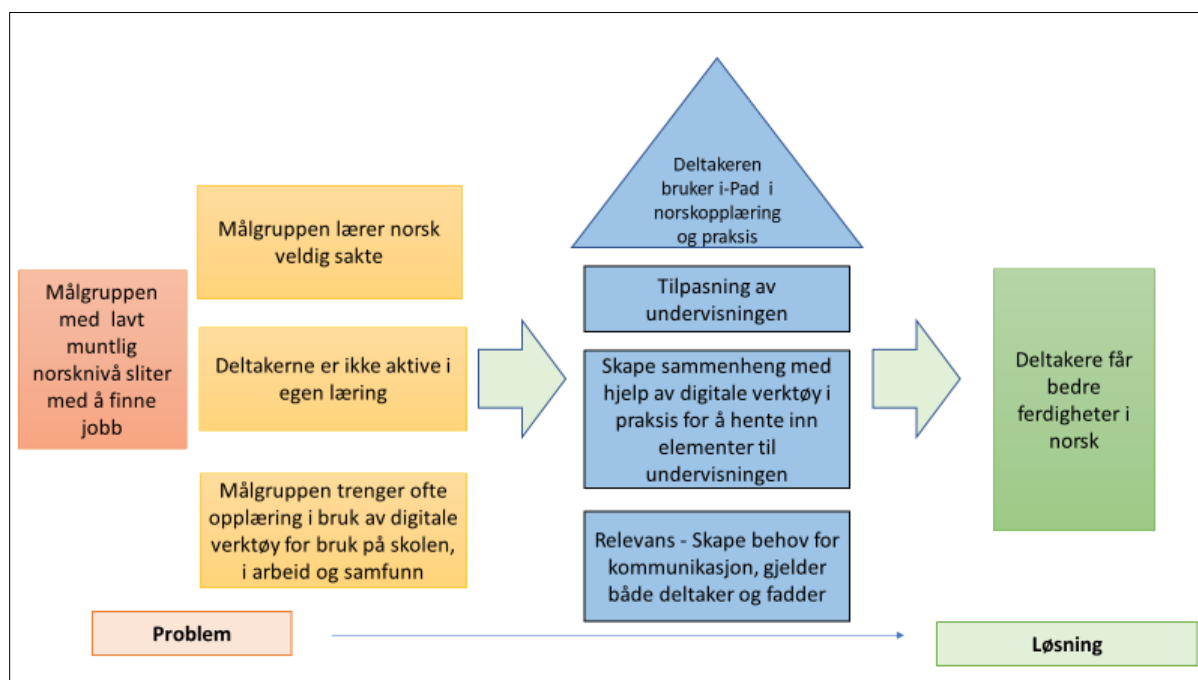 Målgruppen
med lavt
muntlig
norsknivå sliter
med å finne
jobb
Målgruppen lærer norsk
veldig sakte
Deltakerne er ikke aktive i
egen læring
Målgruppen trenger ofte
opplæring i bruk av digitale
verktøy for bruk på skolen,
i arbeid og samfunn
Deltakeren
bruker i-Pad i
norskopplæring
og praksis
Tilpasning av
undervisningen
Skape sammenheng med
hjelp av digitale verktøy i
praksis for å hente inn
elementer til
undervisningen
Relevans - Skape behov for
kommunikasjon, gjelder
både deltaker og fadder
Deltakere får
bedre
ferdigheter i
norsk
Problem
Løsning